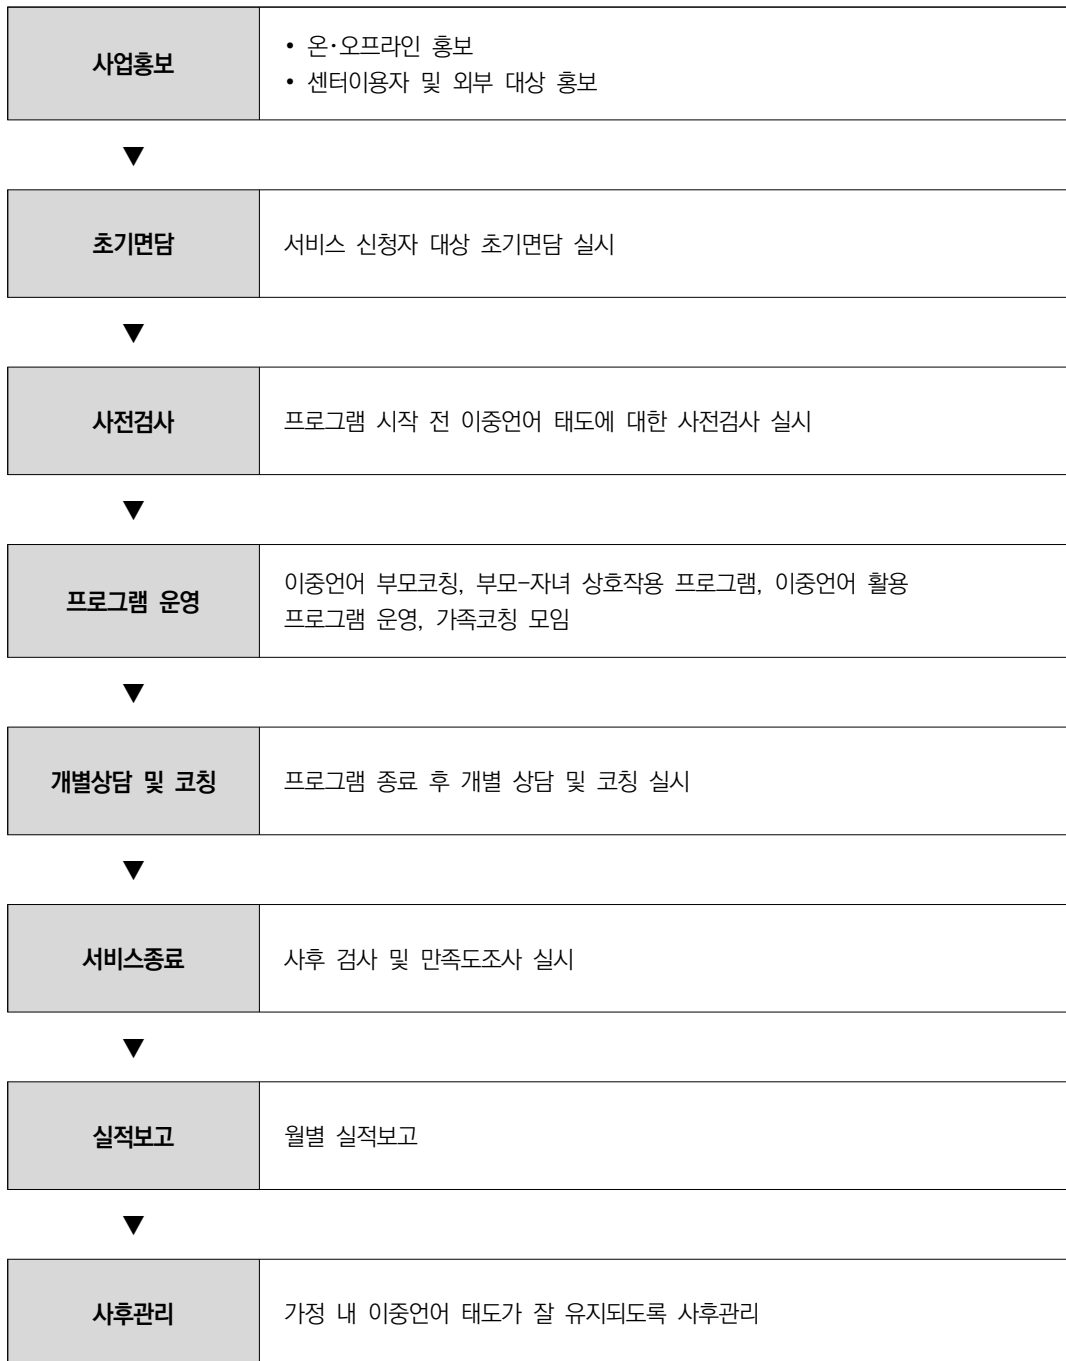 사업홍보
• 온·오프라인 홍보
• 센터이용자 및 외부 대상 홍보
▼
초기면담
서비스 신청자 대상 초기면담 실시
▼
사전검사
프로그램 시작 전 이중언어 태도에 대한 사전검사 실시
▼
프로그램 운영
이중언어 부모코칭, 부모-자녀 상호작용 프로그램, 이중언어 활용
프로그램 운영, 가족코칭 모임
▼
개별상담 및 코칭
프로그램 종료 후 개별 상담 및 코칭 실시
▼
서비스종료
사후 검사 및 만족도조사 실시
▼
실적보고
월별 실적보고
▼
사후관리
가정 내 이중언어 태도가 잘 유지되도록 사후관리